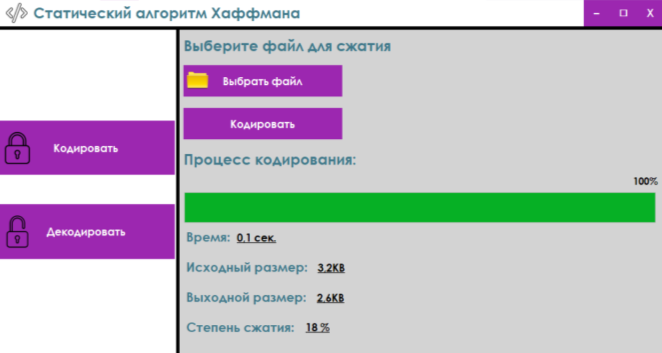 </> Статический алгоритм Хаффмана
Выберите файл для сжатия
Выбрать файл
Кодировать
Кодировать
Процесс кодирования:
100%
Декодировать
Время: 0,1 сек.
Исходный размер: 3,2KB
Выходной размер: 2,6KB
Степень сжатия: 18 %